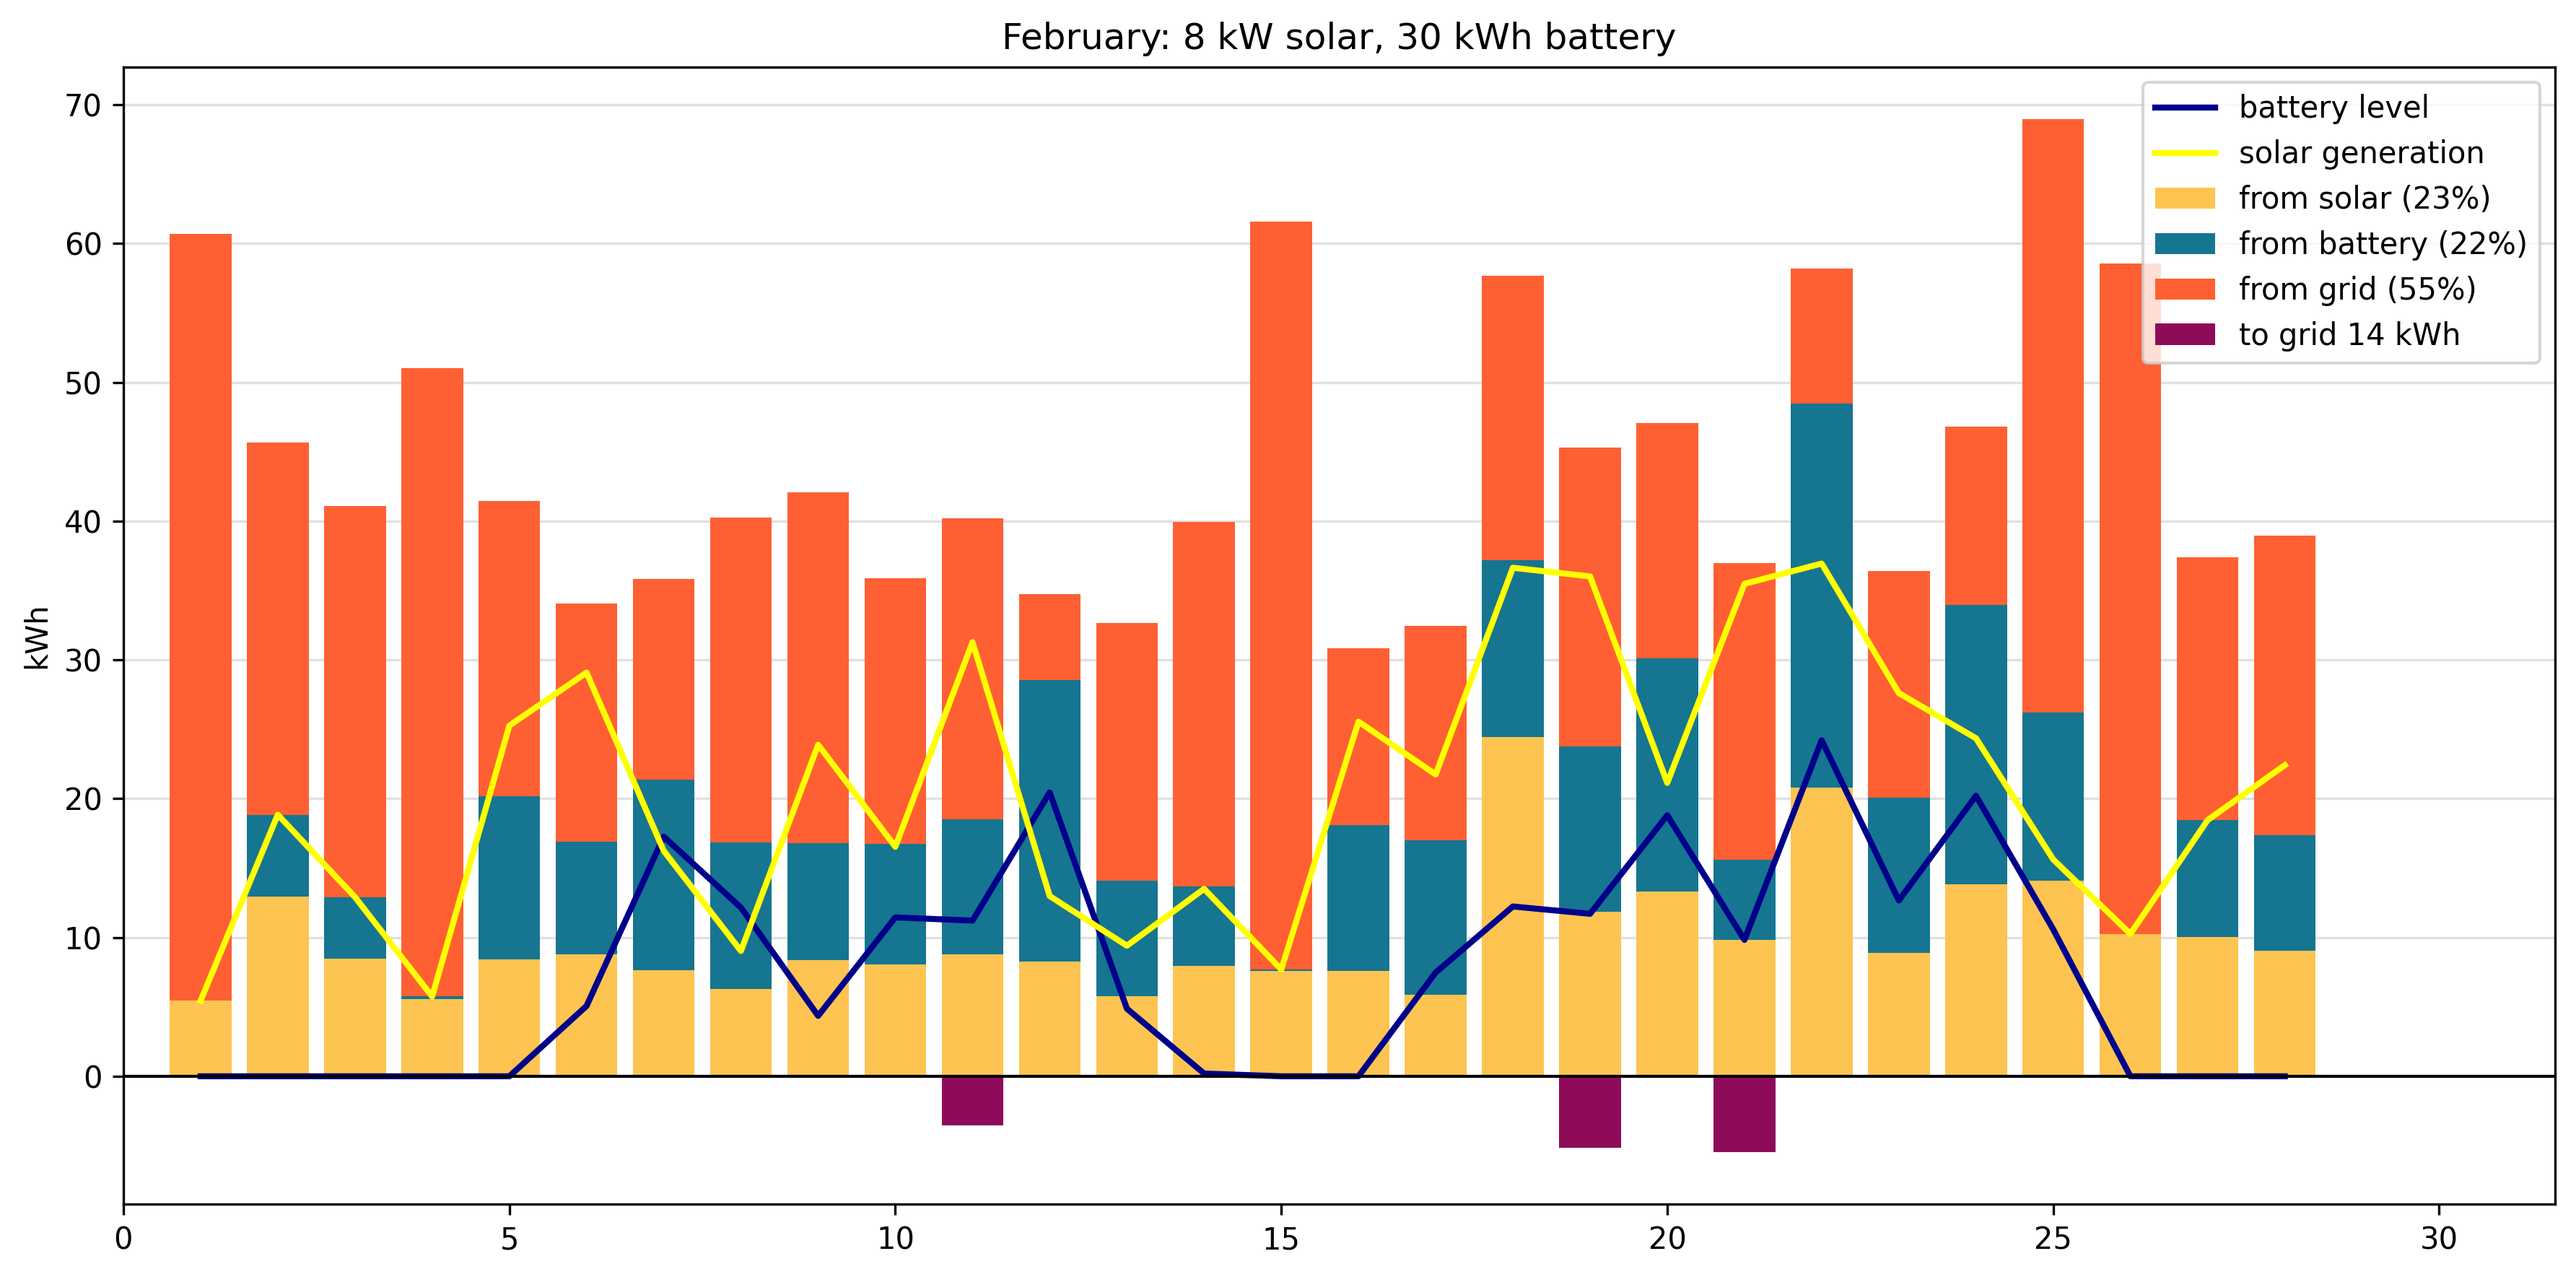 February: 8 kW solar, 30 kWh battery
battery level
solar generation
from solar (23%)
from battery (22%)
from grid (55%)
to grid 14 kWh
kWh
70
60
50
40
30
20
10
0
0 5 10 15 20 25 30